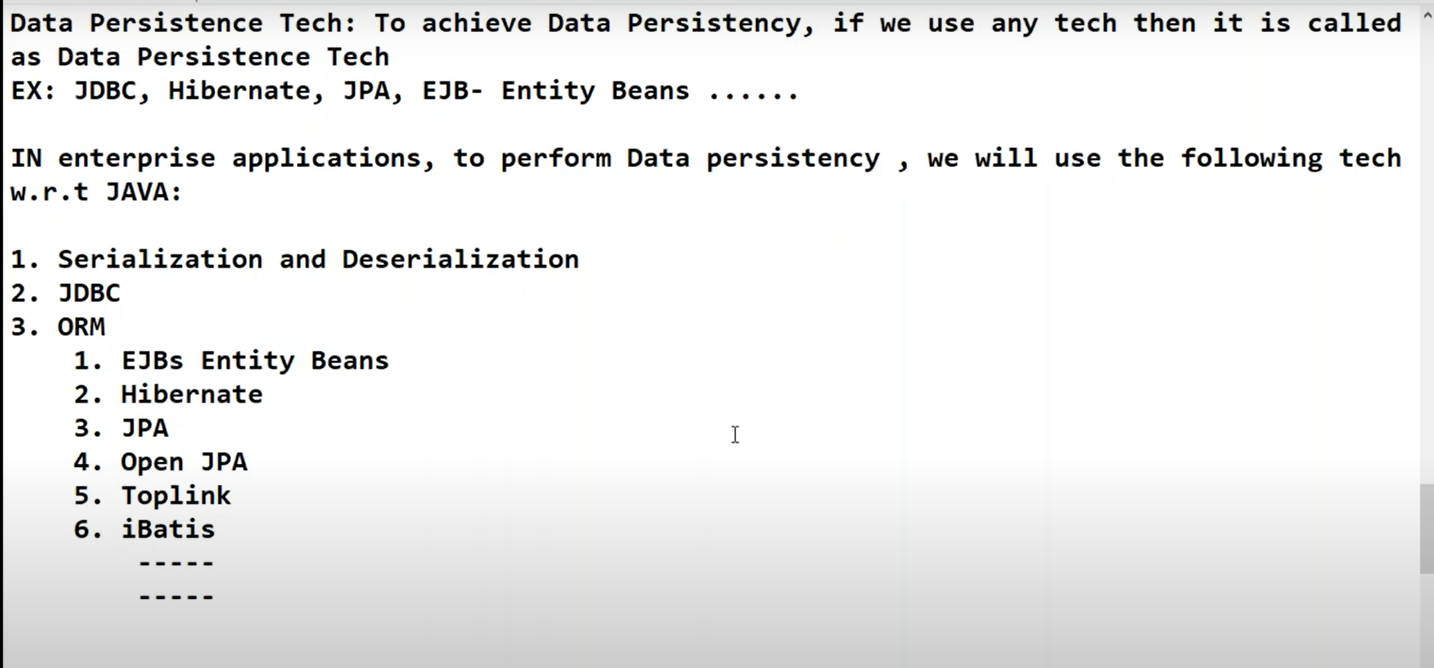 Data Persistence Tech: To achieve Data Persistency, if we use any tech then it is called
as Data Persistence Tech
EX: JDBC, Hibernate, JPA, EJB- Entity Beans ......
IN enterprise applications, to perform Data persistency , we will use the following tech
w.r.t JAVA:
1. Serialization and Deserialization
2. JDBC
3. ORM
1. EJBs Entity Beans
2. Hibernate
3. JPA
4. Open JPA
5. Toplink
6. iBatis
-----
-----